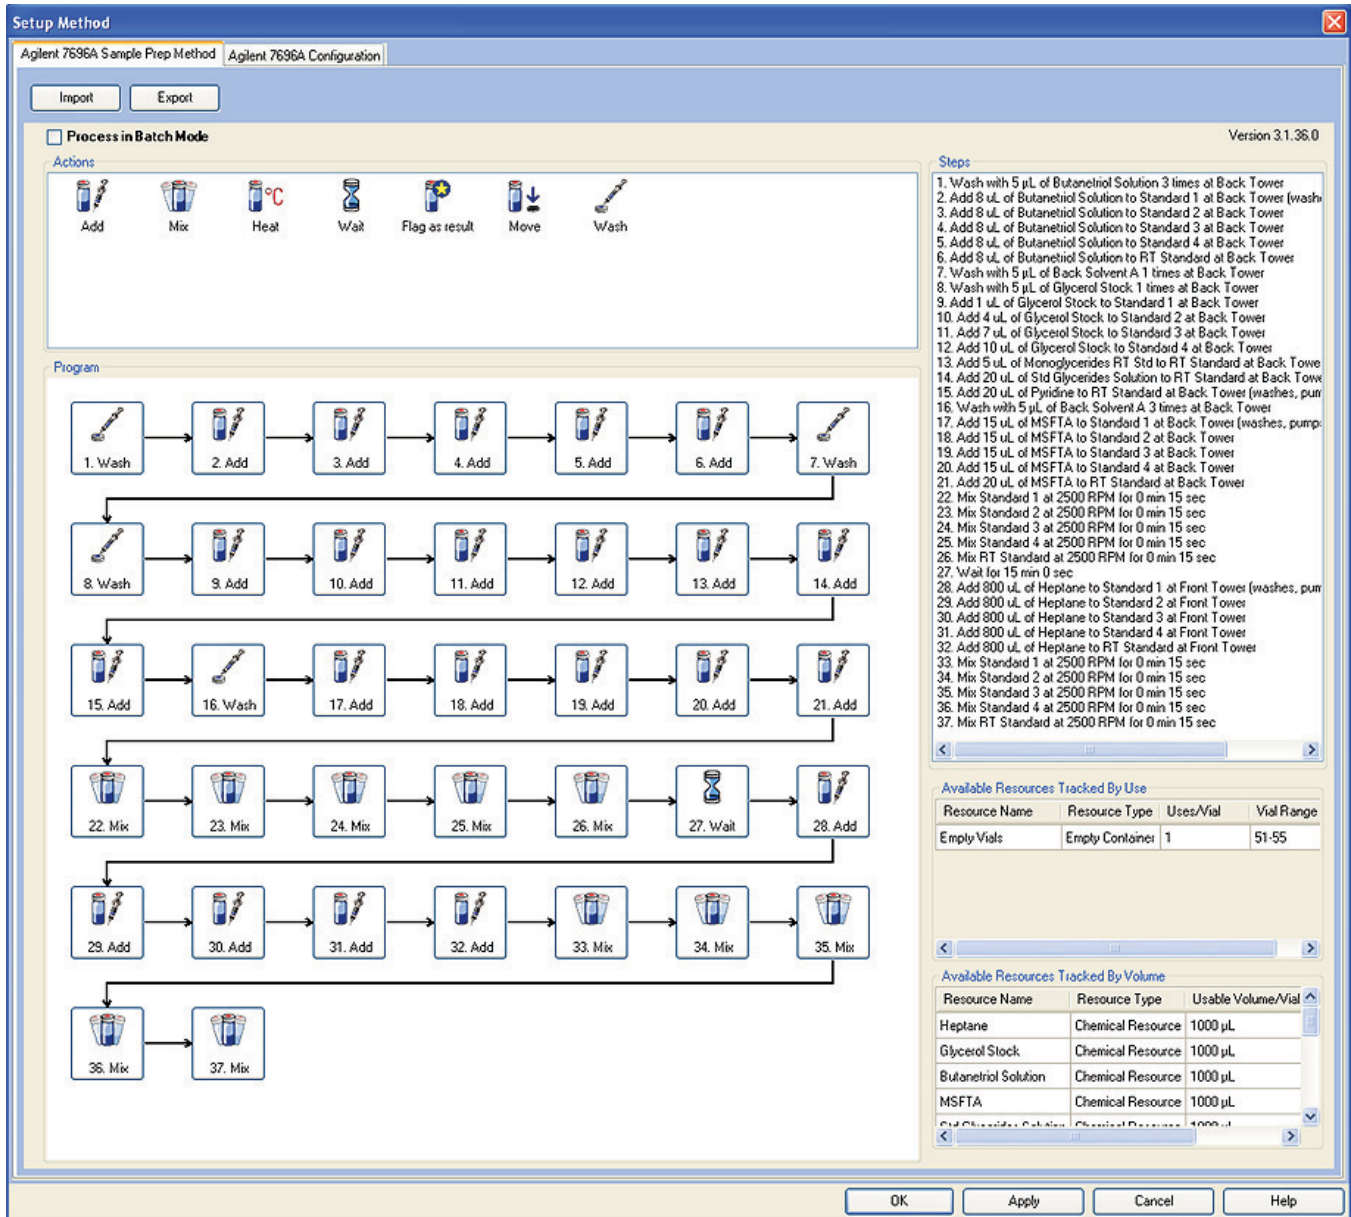 Setup Method
Agilent 7696A Sample Prep Method
Agilent 7696A Configuration
Import
Export
Process in Batch Mode
Version 3.1.36.0
Actions
Add
Mix
°C
Heat
Wait
Flag as result
Move
Wash
Program
1. Wash
2. Add
3. Add
4. Add
5. Add
6. Add
7. Wash
8. Wash
9. Add
10. Add
11. Add
12. Add
13. Add
14. Add
15. Add
16. Wash
17. Add
18. Add
19. Add
20. Add
21. Add
22. Mix
23. Mix
24. Mix
25. Mix
26. Mix
27. Wait
28. Add
29. Add
30. Add
31. Add
32. Add
33. Mix
34. Mix
35. Mix
36. Mix
37. Mix
Steps
1. Wash with 5 µL of Butanetriol Solution 3 times at Back Tower
2. Add 8 uL of Butanetriol Solution to Standard 1 at Back Tower (wash
3. Add 8 uL of Butanetriol Solution to Standard 2 at Back Tower
4. Add 8 uL of Butanetriol Solution to Standard 3 at Back Tower
5. Add 8 uL of Butanetriol Solution to Standard 4 at Back Tower
6. Add 8 uL of Butanetriol Solution to RT Standard at Back Tower
7. Wash with 5 µL of Back Solvent A 1 times at Back Tower
8. Wash with 5 µL of Glycerol Stock 1 times at Back Tower
9. Add 1 uL of Glycerol Stock to Standard 1 at Back Tower
10. Add 4 uL of Glycerol Stock to Standard 2 at Back Tower
11. Add 7 uL of Glycerol Stock to Standard 3 at Back Tower
12. Add 10 uL of Glycerol Stock to Standard 4 at Back Tower
13. Add 5 uL of Monoglycerides RT Std to RT Standard at Back Towe
14. Add 20 uL of Std Glycerides Solution to RT Standard at Back Towe
15. Add 20 uL of Pyridine to RT Standard at Back Tower (washes, pum
16. Wash with 5 µL of Back Solvent A 3 times at Back Tower
17. Add 15 uL of MSFTA to Standard 1 at Back Tower (washes, pump
18. Add 15 uL of MSFTA to Standard 2 at Back Tower
19. Add 15 uL of MSFTA to Standard 3 at Back Tower
20. Add 15 uL of MSFTA to Standard 4 at Back Tower
21. Add 20 uL of MSFTA to RT Standard at Back Tower
22. Mix Standard 1 at 2500 RPM for 0 min 15 sec
23. Mix Standard 2 at 2500 RPM for 0 min 15 sec
24. Mix Standard 3 at 2500 RPM for 0 min 15 sec
25. Mix Standard 4 at 2500 RPM for 0 min 15 sec
26. Mix RT Standard at 2500 RPM for 0 min 15 sec
27. Wait for 15 min 0 sec
28. Add 800 uL of Heptane to Standard 1 at Front Tower (washes, pum
29. Add 800 uL of Heptane to Standard 2 at Front Tower
30. Add 800 uL of Heptane to Standard 3 at Front Tower
31. Add 800 uL of Heptane to Standard 4 at Front Tower
32. Add 800 uL of Heptane to RT Standard at Front Tower
33. Mix Standard 1 at 2500 RPM for 0 min 15 sec
34. Mix Standard 2 at 2500 RPM for 0 min 15 sec
35. Mix Standard 3 at 2500 RPM for 0 min 15 sec
36. Mix Standard 4 at 2500 RPM for 0 min 15 sec
37. Mix RT Standard at 2500 RPM for 0 min 15 sec
Available Resources Tracked By Use
Resource Name Resource Type Uses/Vial Vial Range
Empty Vials Empty Container 1 51-55
Available Resources Tracked By Volume
Resource Name Resource Type Usable Volume/Vial
Heptane Chemical Resource 1000 µL
Glycerol Stock Chemical Resource 1000 µL
Butanetriol Solution Chemical Resource 1000 µL
MSFTA Chemical Resource 1000 µL
Std Glycerides Solution Chemical Resource 1000 µL
OK
Apply
Cancel
Help